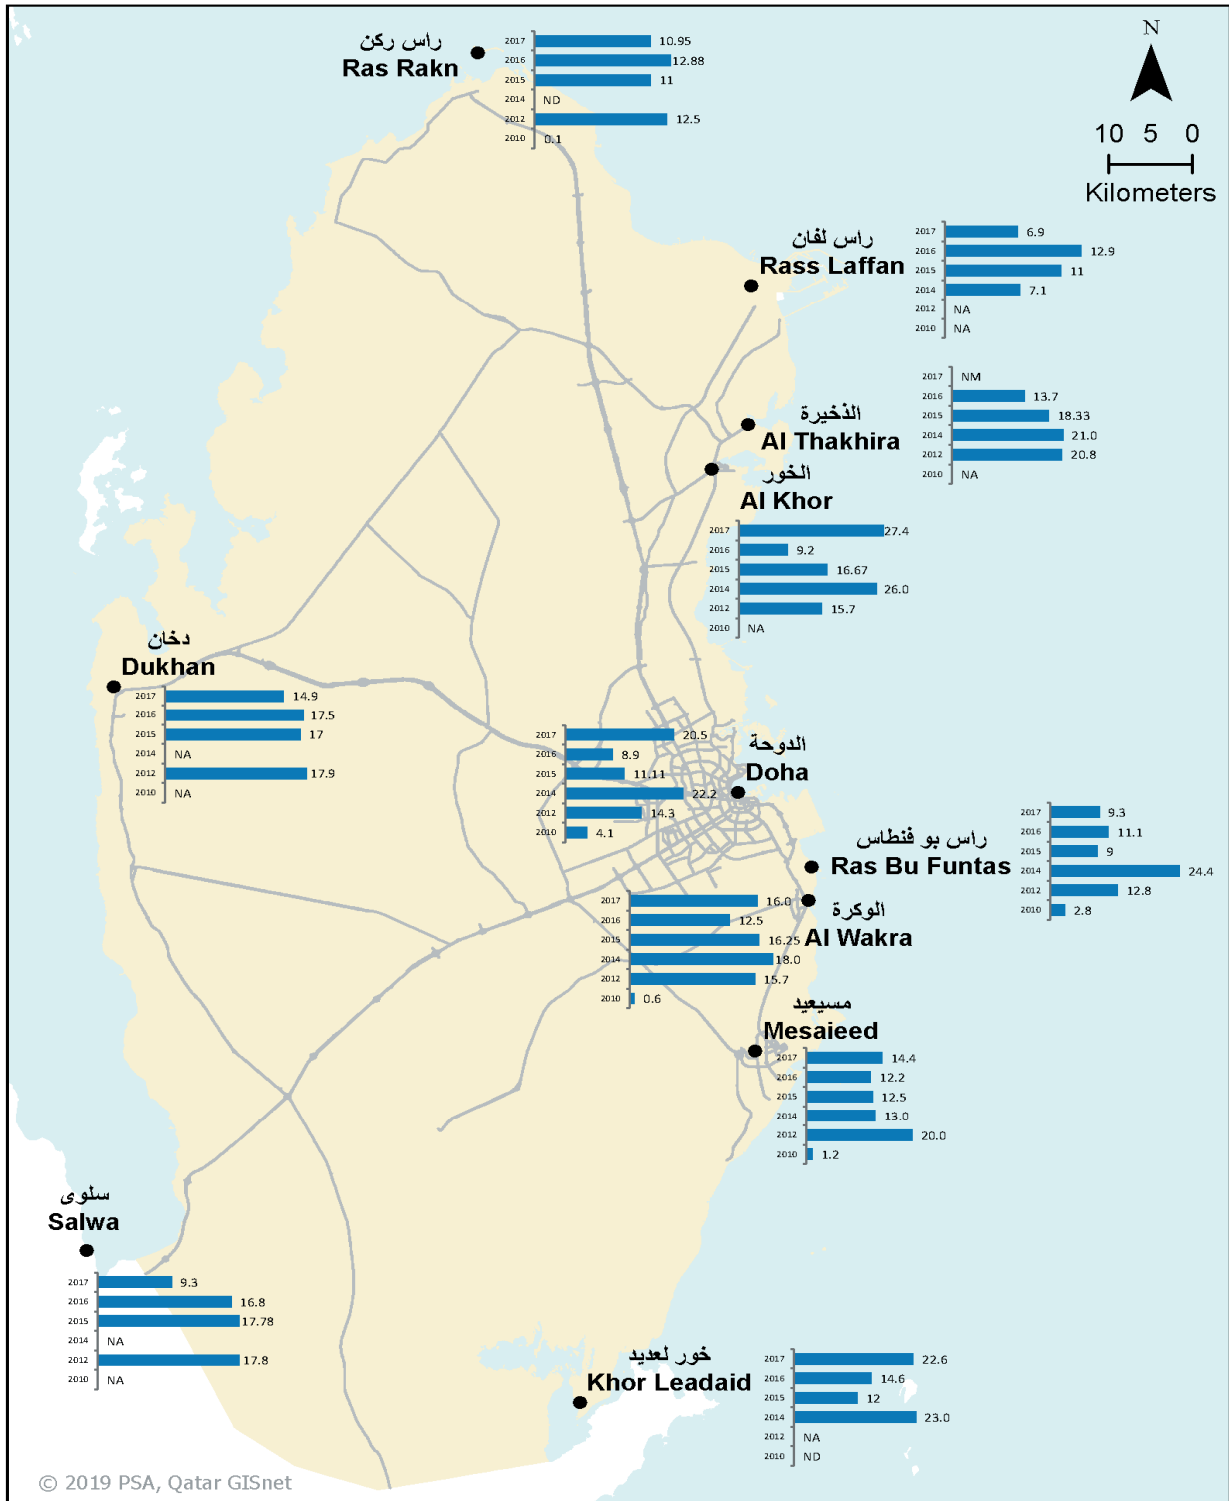 راس ركن
Ras Rakn
2017 10.95
2016 12.88
2015 11
2014 ND
2012 12.5
2010 0.1
N
10 5 0
Kilometers
راس لفان
Rass Laffan
2017 6.9
2016 12.9
2015 11
2014 7.1
2012 NA
2010 NA
الذخيرة
Al Thakhira
2017 NM
2016 13.7
2015 18.33
2014 21.0
2012 20.8
2010 NA
الخور
Al Khor
2017 27.4
2016 9.2
2015 16.67
2014 26.0
2012 15.7
2010 NA
دخان
Dukhan
2017 14.9
2016 17.5
2015 17
2014 NA
2012 17.9
2010 NA
الدوحة
Doha
2017 20.5
2016 8.9
2015 11.11
2014 22.2
2012 14.3
2010 4.1
راس بو فنطاس
Ras Bu Funtas
2017 9.3
2016 11.1
2015 9
2014 24.4
2012 12.8
2010 2.8
الوكرة
Al Wakra
2017 16.0
2016 12.5
2015 16.25
2014 18.0
2012 15.7
2010 0.6
مسيعيد
Mesaieed
2017 14.4
2016 12.2
2015 12.5
2014 13.0
2012 20.0
2010 1.2
سلوى
Salwa
2017 9.3
2016 16.8
2015 17.78
2014 NA
2012 17.8
2010 NA
خور لعديد
Khor Leadaid
2017 22.6
2016 14.6
2015 12
2014 23.0
2012 NA
2010 ND
© 2019 PSA, Qatar GISnet